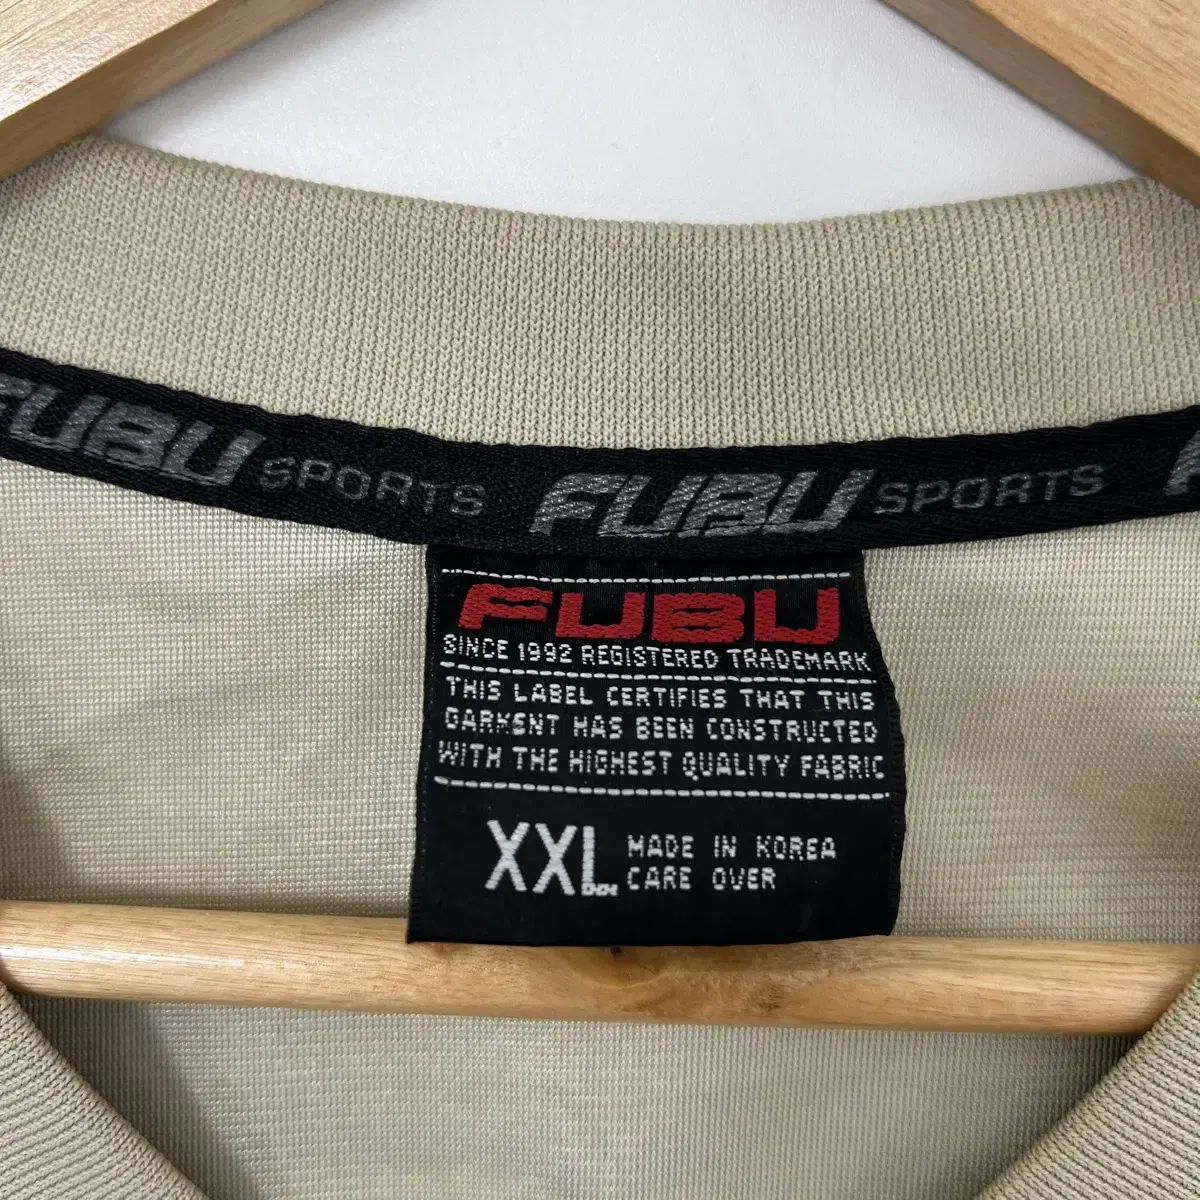 FUBU SPORTS FUBU SPORTS
FUBU
SINCE 1992 REGISTERED TRADEMARK
THIS LABEL CERTIFIES THAT THIS
GARMENT HAS BEEN CONSTRUCTED
WITH THE HIGHEST QUALITY FABRIC
XXL MADE IN KOREA
CARE OVER